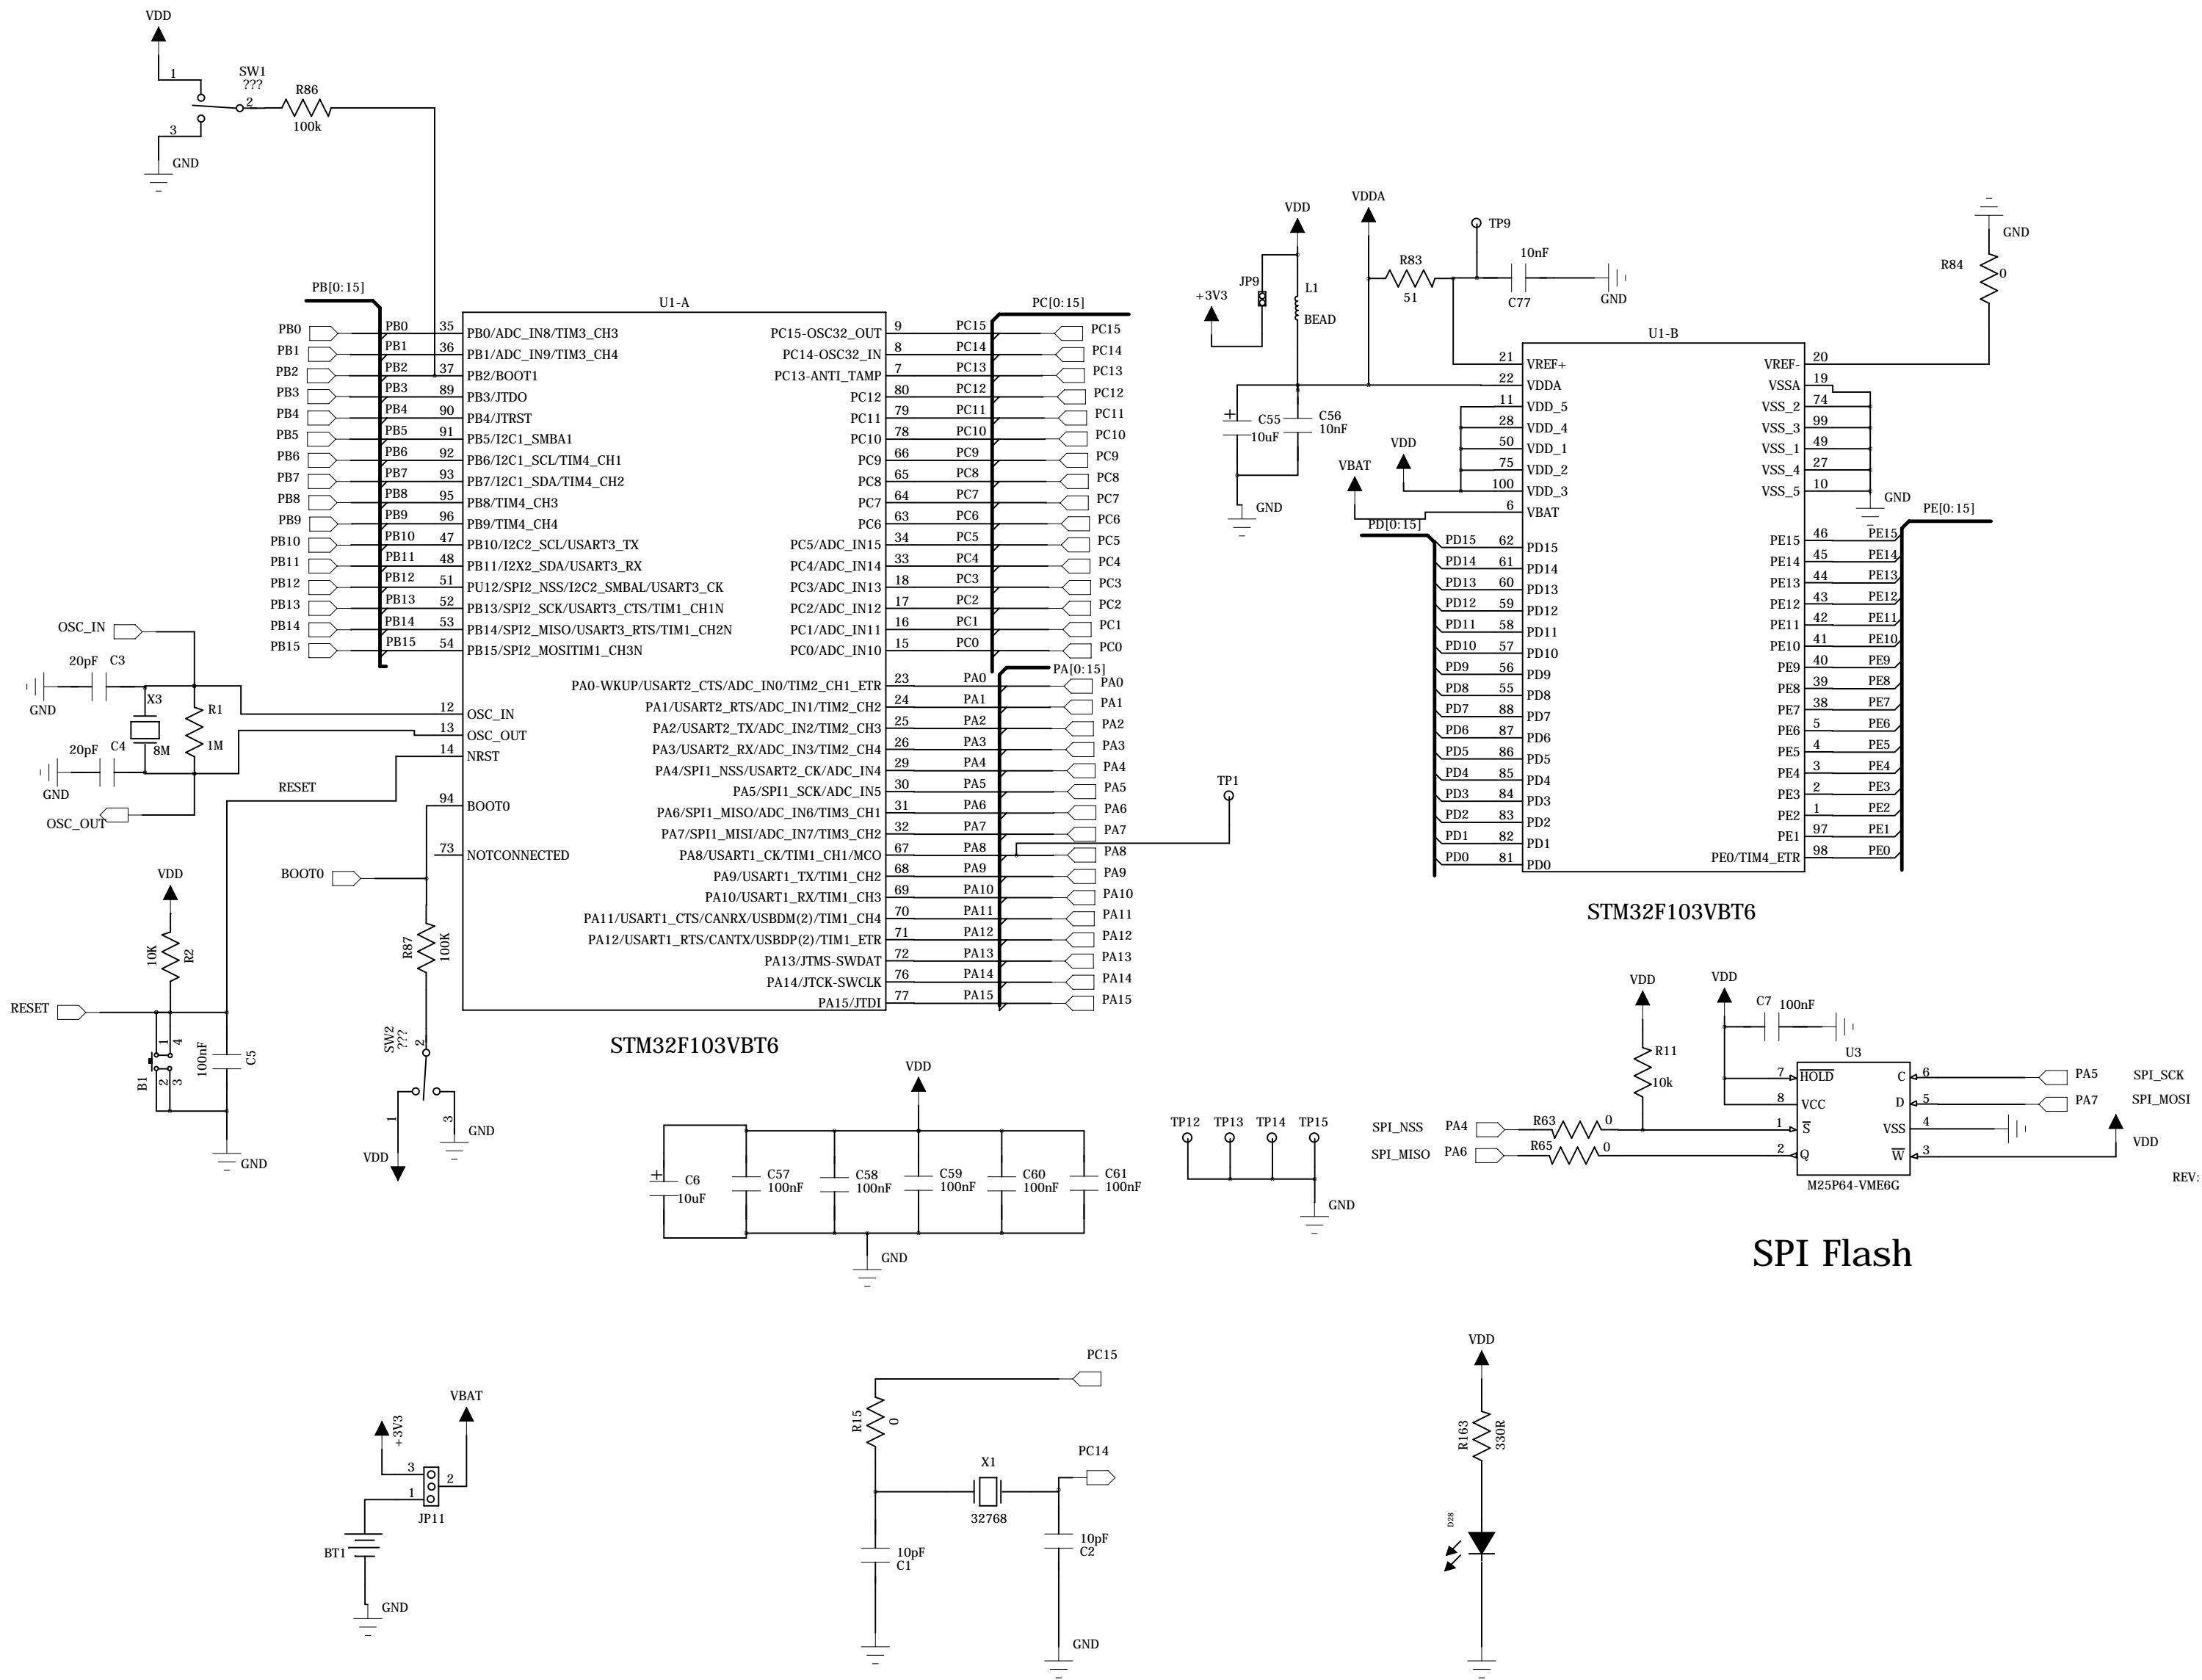 VDD
1
SW1
???
2
R86
100k
3
GND
PB[0:15]
U1-A
PC[0:15]
PB0 PB0 35 PB0/ADC_IN8/TIM3_CH3
PB1 PB1 36 PB1/ADC_IN9/TIM3_CH4
PB2 PB2 37 PB2/BOOT1
PB3 PB3 89 PB3/JTDO
PB4 PB4 90 PB4/JTRST
PB5 PB5 91 PB5/I2C1_SMBA1
PB6 PB6 92 PB6/I2C1_SCL/TIM4_CH1
PB7 PB7 93 PB7/I2C1_SDA/TIM4_CH2
PB8 PB8 95 PB8/TIM4_CH3
PB9 PB9 96 PB9/TIM4_CH4
PB10 PB10 47 PB10/I2C2_SCL/USART3_TX
PB11 PB11 48 PB11/I2X2_SDA/USART3_RX
PB12 PB12 51 PU12/SPI2_NSS/I2C2_SMBAL/USART3_CK
PB13 PB13 52 PB13/SPI2_SCK/USART3_CTS/TIM1_CH1N
PB14 PB14 53 PB14/SPI2_MISO/USART3_RTS/TIM1_CH2N
PB15 PB15 54 PB15/SPI2_MOSITIM1_CH3N
12 OSC_IN
13 OSC_OUT
14 NRST
94 BOOT0
73 NOTCONNECTED
PC15-OSC32_OUT 9 PC15 PC15
PC14-OSC32_IN 8 PC14 PC14
PC13-ANTI_TAMP 7 PC13 PC13
PC12 80 PC12 PC12
PC11 79 PC11 PC11
PC10 78 PC10 PC10
PC9 66 PC9 PC9
PC8 65 PC8 PC8
PC7 64 PC7 PC7
PC6 63 PC6 PC6
PC5/ADC_IN15 34 PC5 PC5
PC4/ADC_IN14 33 PC4 PC4
PC3/ADC_IN13 18 PC3 PC3
PC2/ADC_IN12 17 PC2 PC2
PC1/ADC_IN11 16 PC1 PC1
PC0/ADC_IN10 15 PC0 PC0
PA[0:15]
PA0-WKUP/USART2_CTS/ADC_IN0/TIM2_CH1_ETR 23 PA0 PA0
PA1/USART2_RTS/ADC_IN1/TIM2_CH2 24 PA1 PA1
PA2/USART2_TX/ADC_IN2/TIM2_CH3 25 PA2 PA2
PA3/USART2_RX/ADC_IN3/TIM2_CH4 26 PA3 PA3
PA4/SPI1_NSS/USART2_CK/ADC_IN4 29 PA4 PA4
PA5/SPI1_SCK/ADC_IN5 30 PA5 PA5
PA6/SPI1_MISO/ADC_IN6/TIM3_CH1 31 PA6 PA6
PA7/SPI1_MISI/ADC_IN7/TIM3_CH2 32 PA7 PA7
PA8/USART1_CK/TIM1_CH1/MCO 67 PA8 PA8
PA9/USART1_TX/TIM1_CH2 68 PA9 PA9
PA10/USART1_RX/TIM1_CH3 69 PA10 PA10
PA11/USART1_CTS/CANRX/USBDM(2)/TIM1_CH4 70 PA11 PA11
PA12/USART1_RTS/CANTX/USBDP(2)/TIM1_ETR 71 PA12 PA12
PA13/JTMS-SWDAT 72 PA13 PA13
PA14/JTCK-SWCLK 76 PA14 PA14
PA15/JTDI 77 PA15 PA15
STM32F103VBT6
TP1
OSC_IN
20pF C3
GND
X3
8M
R1
1M
20pF C4
GND
OSC_OUT
RESET
BOOT0
R87
100K
SW2
???
2
1
3
VDD
GND
VDD
10K
R2
RESET
1
4
2
3
B1
100nF
C5
GND
VDD
JP9
+3V3
L1
BEAD
VDDA
R83
51
TP9
10nF
C77
GND
GND
R84
0
C55
10uF
C56
10nF
GND
VDD
VBAT
U1-B
21 VREF+
22 VDDA
11 VDD_5
28 VDD_4
50 VDD_1
75 VDD_2
100 VDD_3
6 VBAT
PD[0:15]
PD15 62 PD15
PD14 61 PD14
PD13 60 PD13
PD12 59 PD12
PD11 58 PD11
PD10 57 PD10
PD9 56 PD9
PD8 55 PD8
PD7 88 PD7
PD6 87 PD6
PD5 86 PD5
PD4 85 PD4
PD3 84 PD3
PD2 83 PD2
PD1 82 PD1
PD0 81 PD0
VREF- 20
VSSA 19
VSS_2 74
VSS_3 99
VSS_1 49
VSS_4 27
VSS_5 10
GND
PE[0:15]
PE15 46 PE15
PE14 45 PE14
PE13 44 PE13
PE12 43 PE12
PE11 42 PE11
PE10 41 PE10
PE9 40 PE9
PE8 39 PE8
PE7 38 PE7
PE6 5 PE6
PE5 4 PE5
PE4 3 PE4
PE3 2 PE3
PE2 1 PE2
PE1 97 PE1
PE0/TIM4_ETR 98 PE0
STM32F103VBT6
VDD
+
C6
10uF
C57
100nF
C58
100nF
C59
100nF
C60
100nF
C61
100nF
GND
TP12 TP13 TP14 TP15
GND
VDD
R11
10k
VDD
C7 100nF
U3
7 HOLD
8 VCC
1 S
2 Q
C 6
D 5
VSS 4
W 3
M25P64-VME6G
PA5 SPI_SCK
PA7 SPI_MOSI
VDD
SPI_NSS PA4
R63 0
SPI_MISO PA6
R65 0
REV:
SPI Flash
+3V3
VBAT
3
2
1
JP11
BT1
GND
PC15
R15
0
PC14
X1
32768
10pF
C1
10pF
C2
GND
VDD
R163
330R
D28